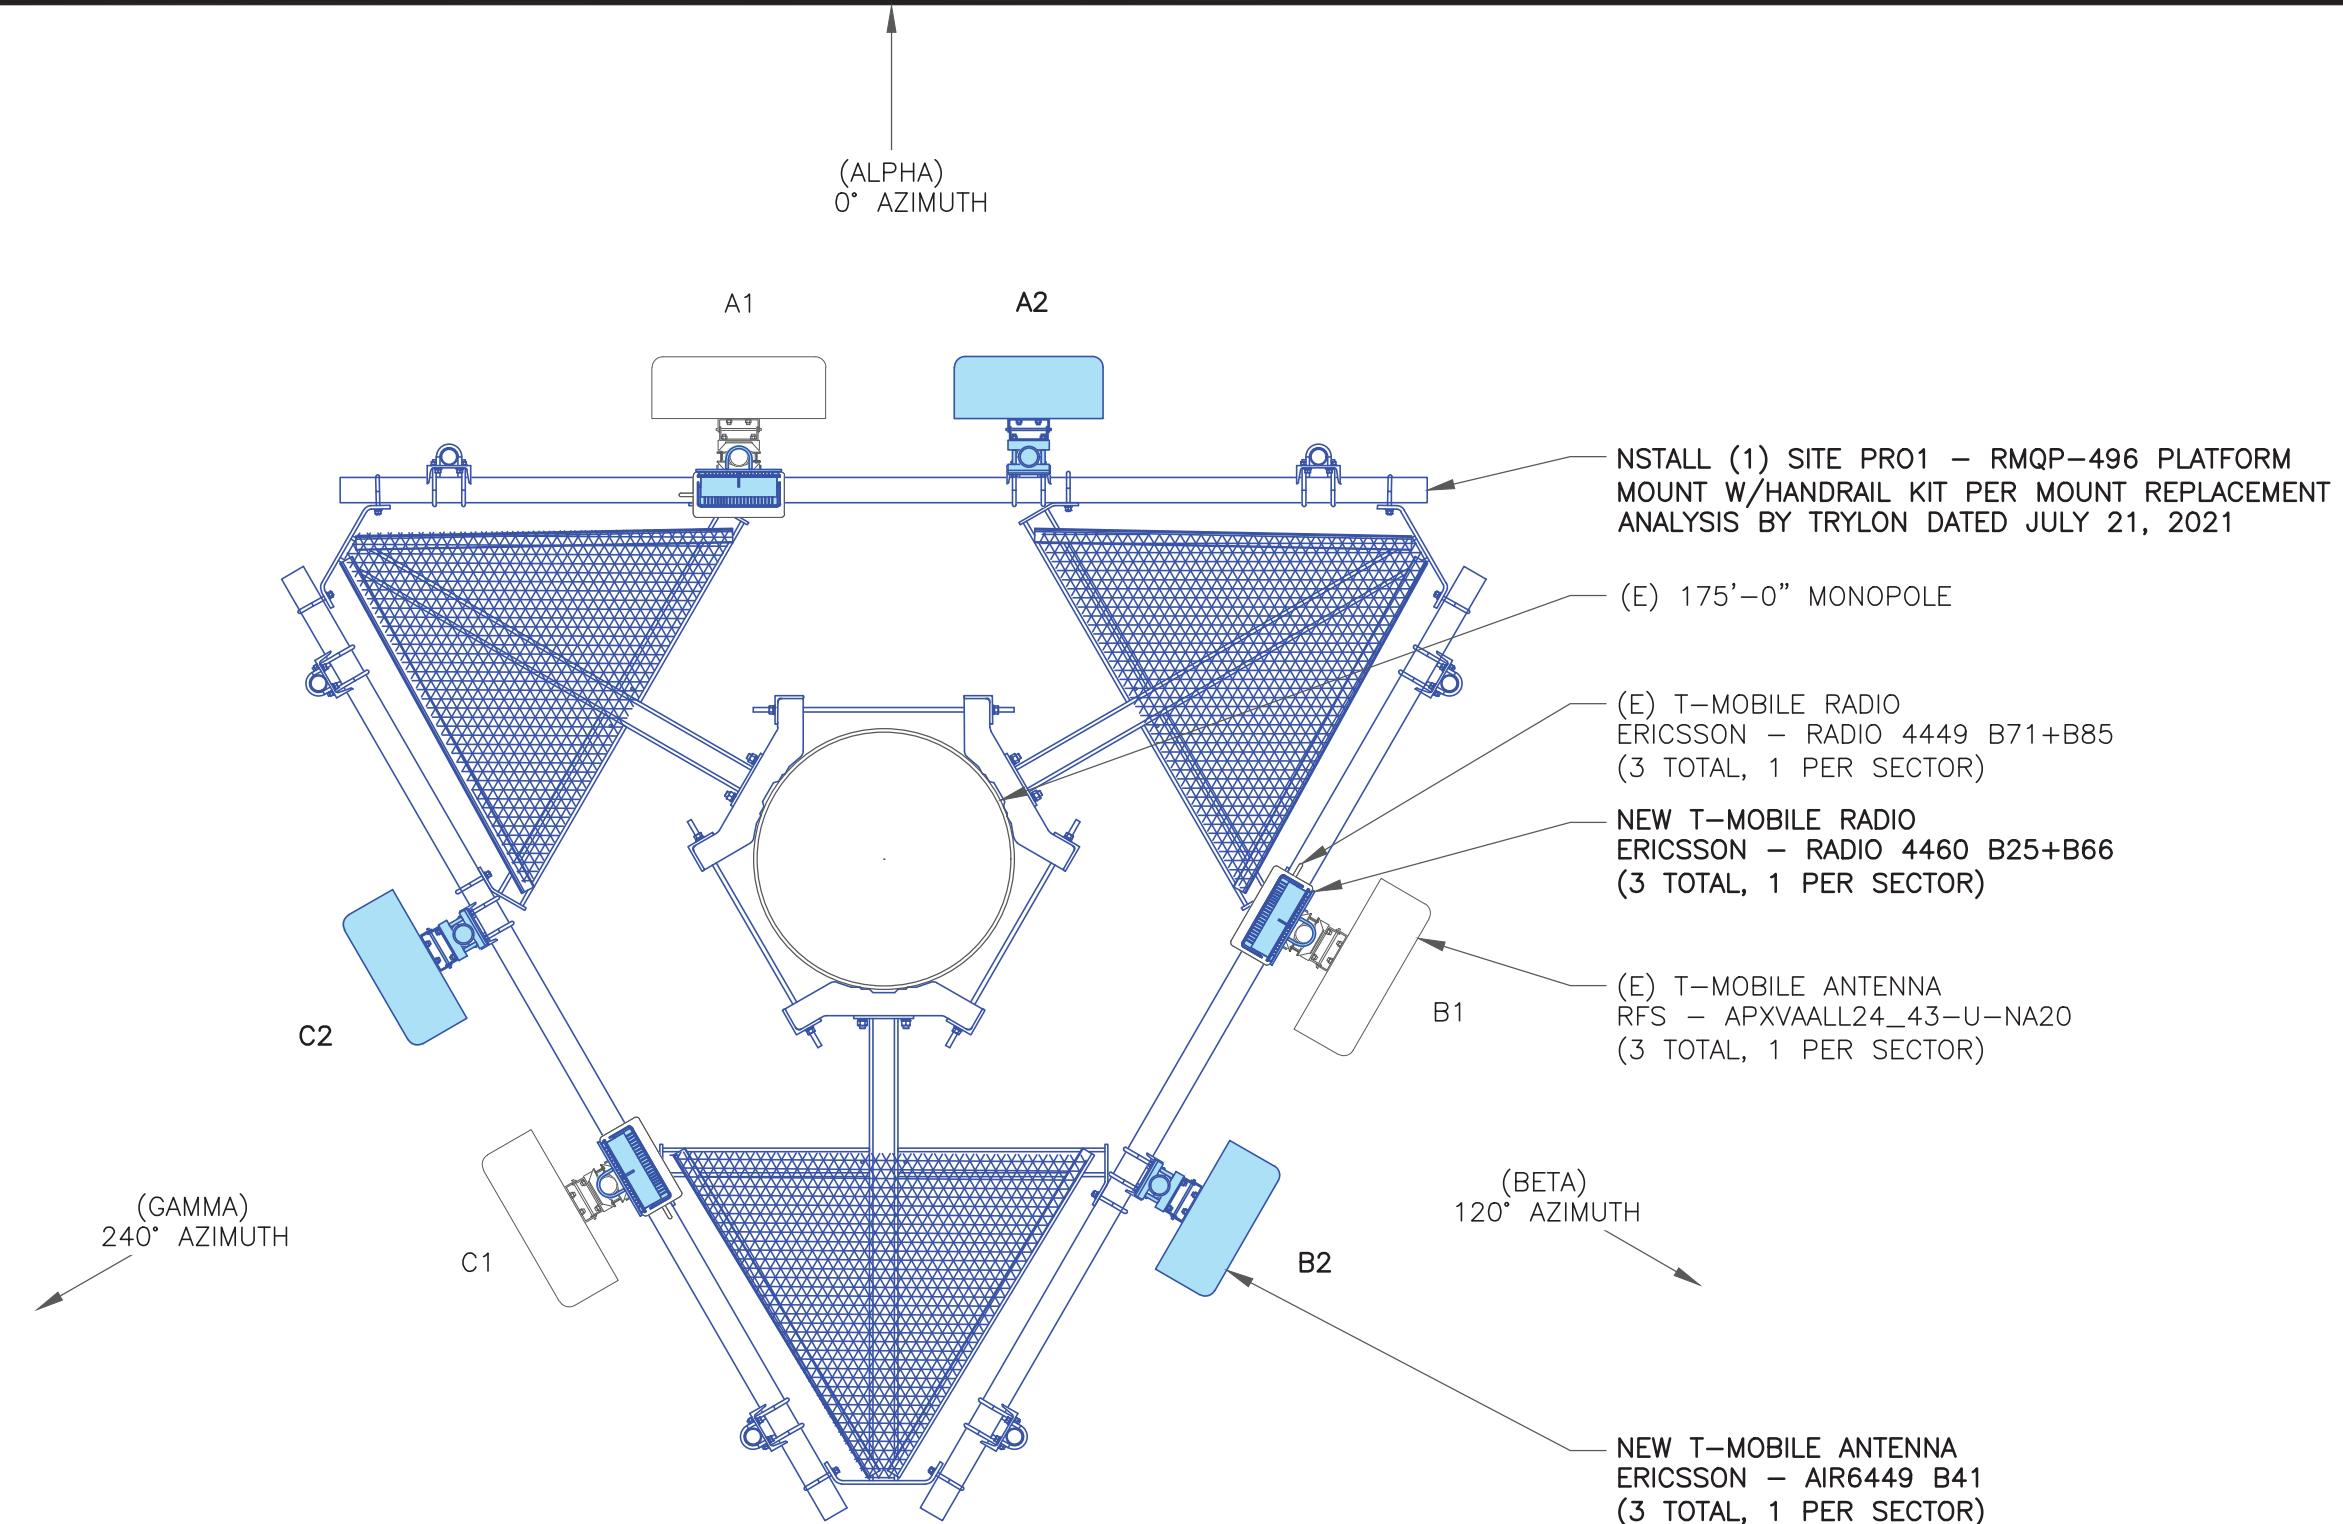 (ALPHA)
0° AZIMUTH
A1
A2
NSTALL (1) SITE PRO1 – RMQP–496 PLATFORM
MOUNT W/HANDRAIL KIT PER MOUNT REPLACEMENT
ANALYSIS BY TRYLON DATED JULY 21, 2021
(E) 175'–0" MONOPOLE
(E) T–MOBILE RADIO
ERICSSON – RADIO 4449 B71+B85
(3 TOTAL, 1 PER SECTOR)
NEW T–MOBILE RADIO
ERICSSON – RADIO 4460 B25+B66
(3 TOTAL, 1 PER SECTOR)
(E) T–MOBILE ANTENNA
RFS – APXVAALL24_43–U–NA20
(3 TOTAL, 1 PER SECTOR)
B1
C2
(GAMMA)
240° AZIMUTH
C1
(BETA)
120° AZIMUTH
B2
NEW T–MOBILE ANTENNA
ERICSSON – AIR6449 B41
(3 TOTAL, 1 PER SECTOR)